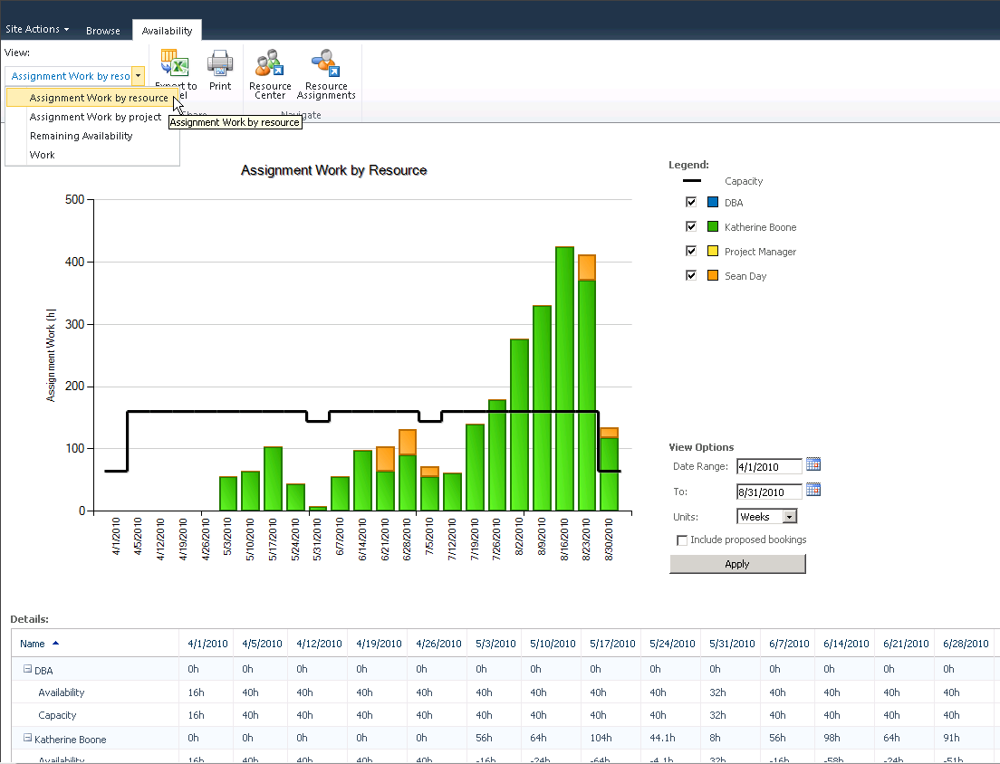 Site Actions Browse Availability
View:
Assignment Work by reso
Export to Print Resource Center Resource Assignments
Navigate
Assignment Work by resource
Assignment Work by project
Remaining Availability
Work
Assignment Work by resource
Assignment Work by Resource
Assignment Work (h)
500
400
300
200
100
0
4/1/2010 4/5/2010 4/12/2010 4/19/2010 4/26/2010 5/3/2010 5/10/2010 5/17/2010 5/24/2010 5/31/2010 6/7/2010 6/14/2010 6/21/2010 6/28/2010 7/5/2010 7/12/2010 7/19/2010 7/26/2010 8/2/2010 8/9/2010 8/16/2010 8/23/2010 8/30/2010
Legend:
Capacity
DBA
Katherine Boone
Project Manager
Sean Day
View Options
Date Range: 4/1/2010
To: 8/31/2010
Units: Weeks
Include proposed bookings
Apply
Details:
Name 4/1/2010 4/5/2010 4/12/2010 4/19/2010 4/26/2010 5/3/2010 5/10/2010 5/17/2010 5/24/2010 5/31/2010 6/7/2010 6/14/2010 6/21/2010 6/28/2010
DBA 0h 0h 0h 0h 0h 0h 0h 0h 0h 0h 0h 0h 0h 0h
Availability 16h 40h 40h 40h 40h 40h 40h 40h 40h 32h 40h 40h 40h 40h
Capacity 16h 40h 40h 40h 40h 40h 40h 40h 40h 32h 40h 40h 40h 40h
Katherine Boone 0h 0h 0h 0h 0h 56h 64h 104h 44.1h 8h 56h 98h 64h 91h
Availability 16h 40h 40h 40h 40h -16h -24h -64h -4.1h 32h -16h -58h -24h -51h